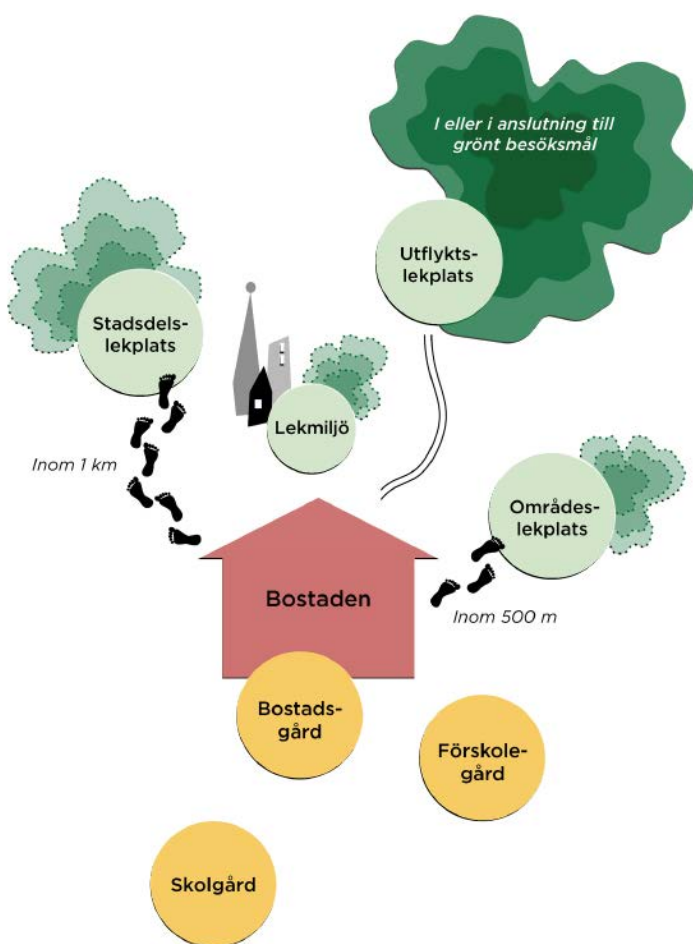 I eller i anslutning till
grönt besöksmål
Utflykts-
lekplats
Stadsdels-
lekplats
Lekmiljö
Inom 1 km
Områdes-
lekplats
Bostaden
Inom 500 m
Bostads-
gård
Förskole-
gård
Skolgård